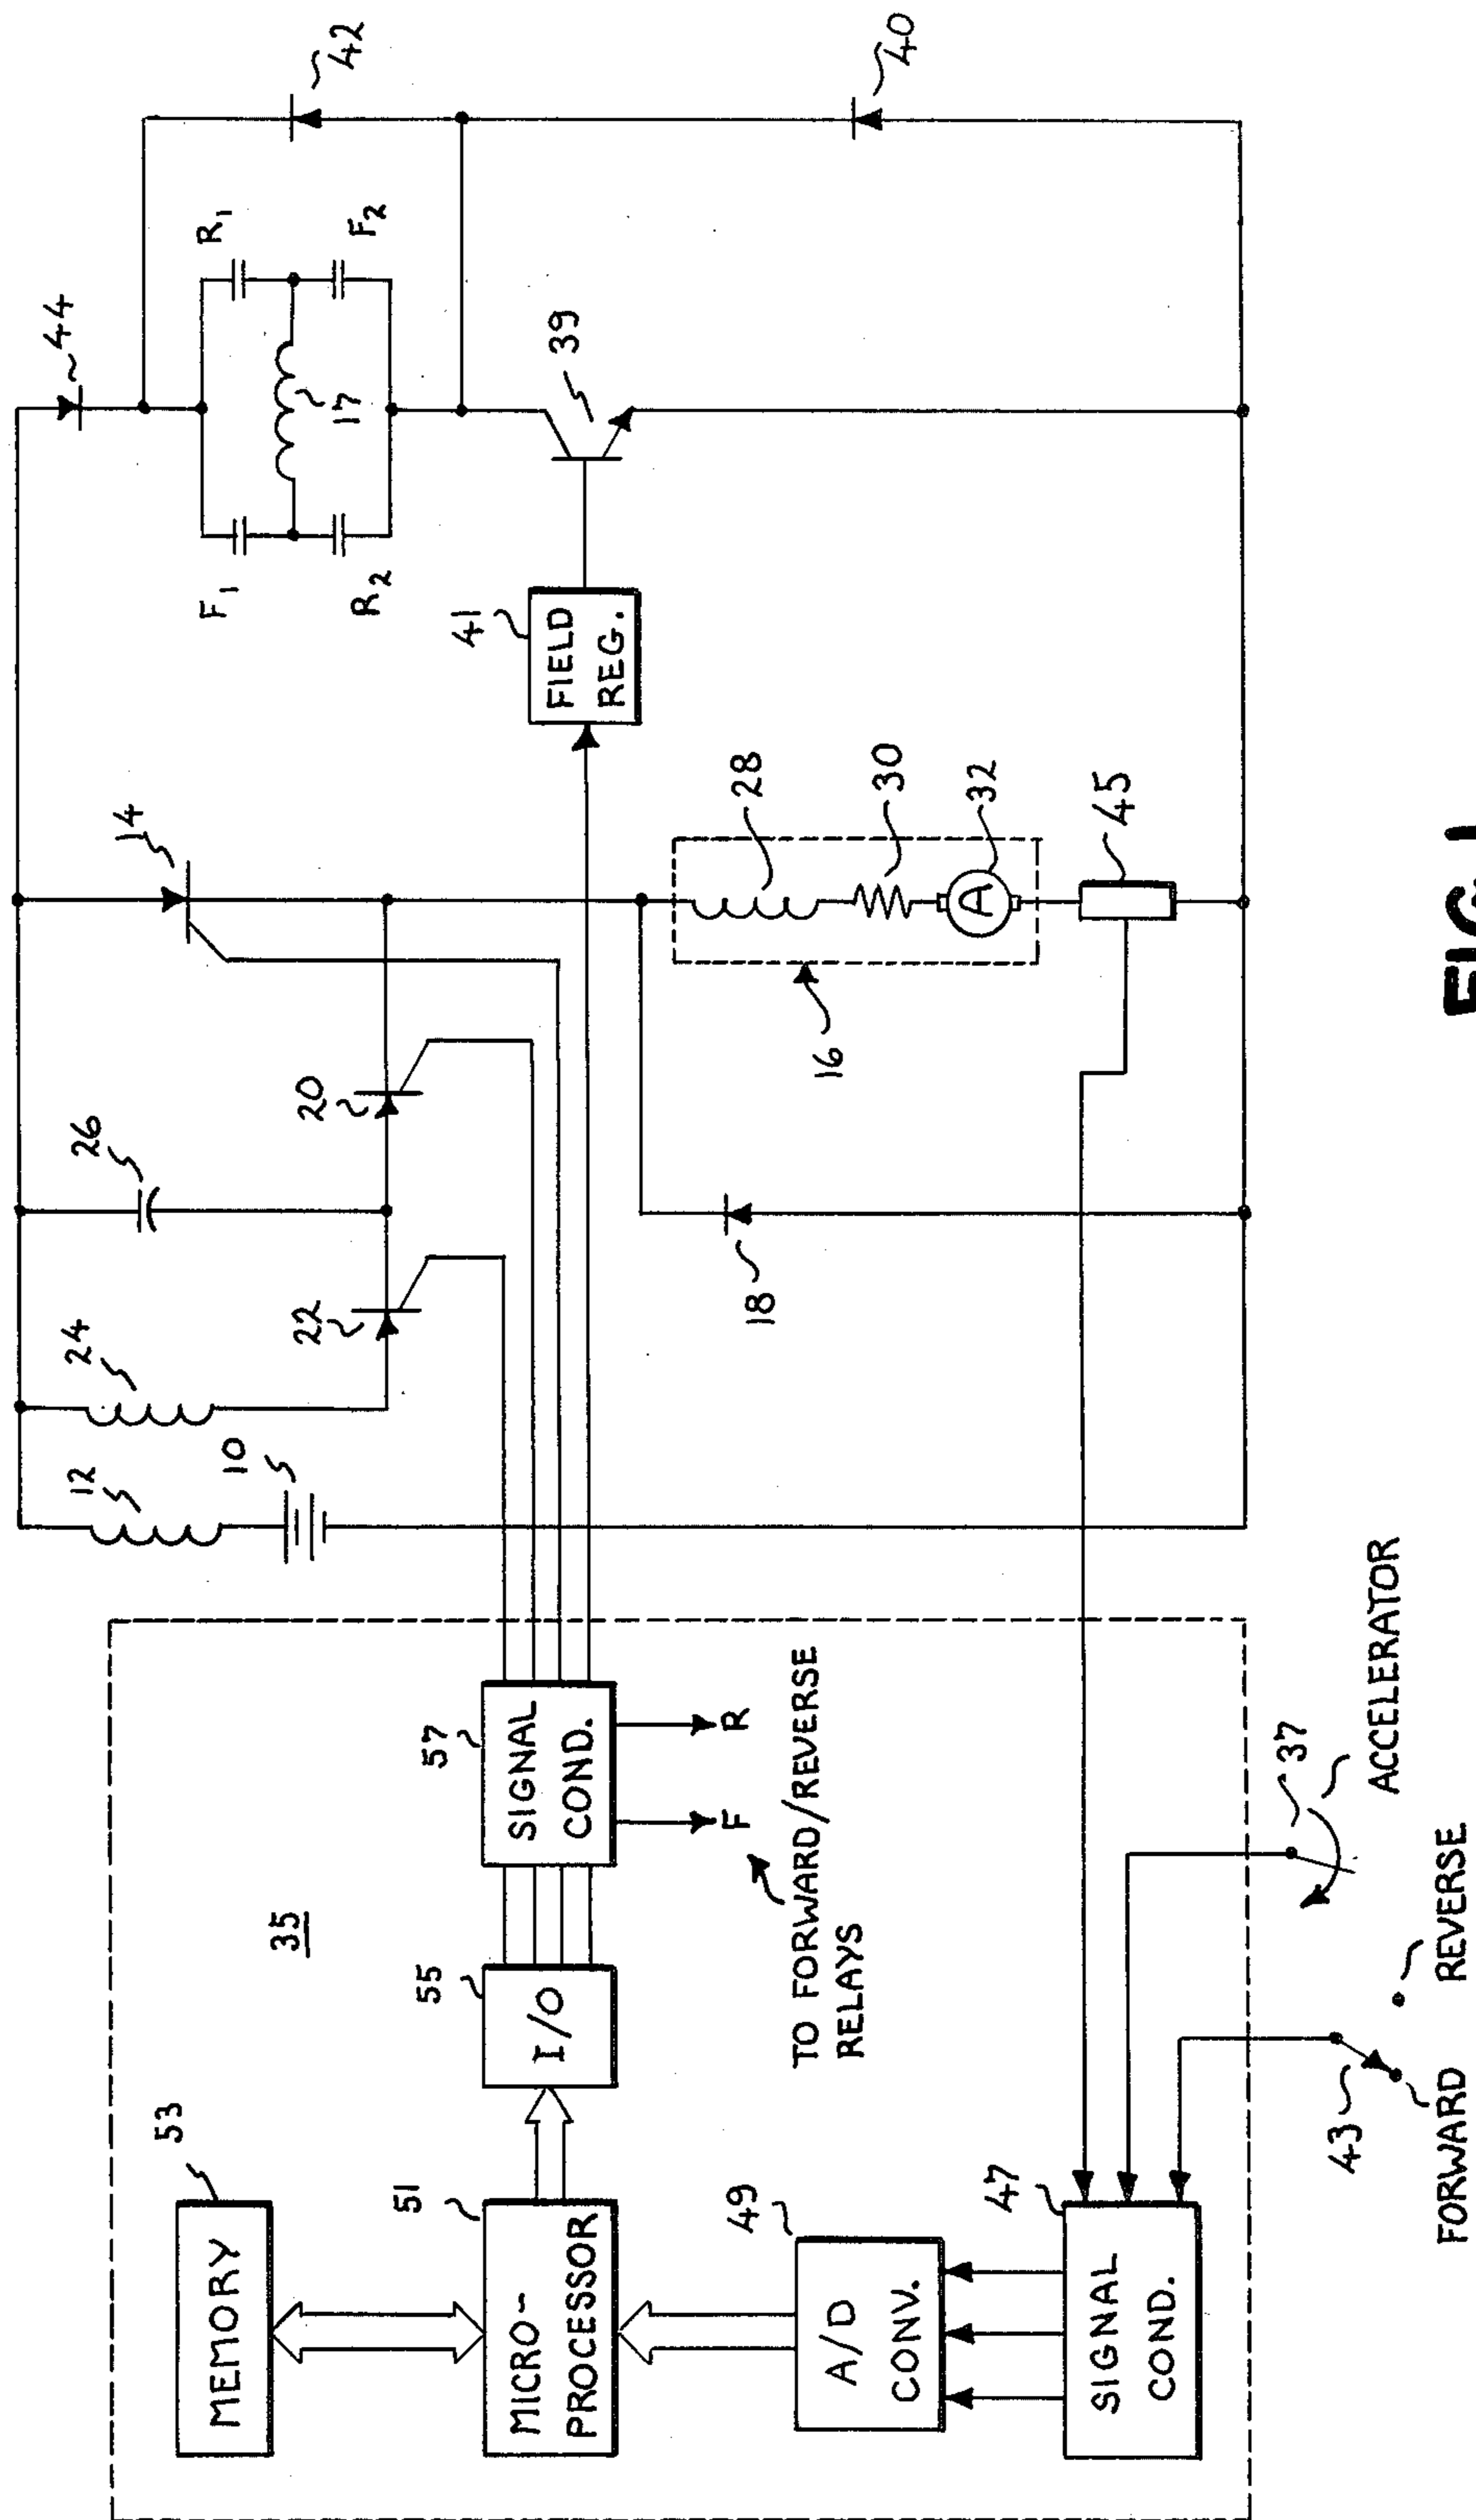 12
10
24
22
26
20
14
44
R1
F1
17
F2
R2
42
40
39
41
FIELD
REG.
18
16
28
30
32
A
45
35
53
MEMORY
51
MICRO-
PROCESSOR
55
I/O
57
SIGNAL
COND.
F
R
TO FORWARD/REVERSE
RELAYS
49
A/D
CONV.
47
SIGNAL
COND.
37
ACCELERATOR
43
FORWARD
REVERSE
FIG. 1